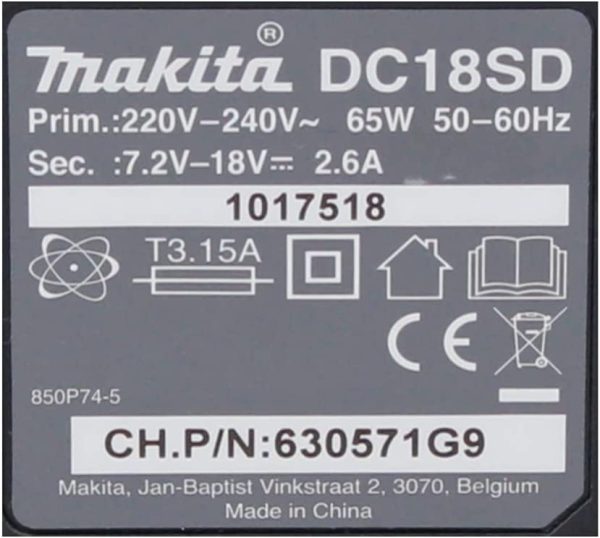 makita® DC18SD
Prim.:220V–240V~ 65W 50–60Hz
Sec. :7.2V–18V⎓ 2.6A
1017518
T3.15A
CE
850P74-5
CH.P/N:630571G9
Makita, Jan-Baptist Vinkstraat 2, 3070, Belgium
Made in China